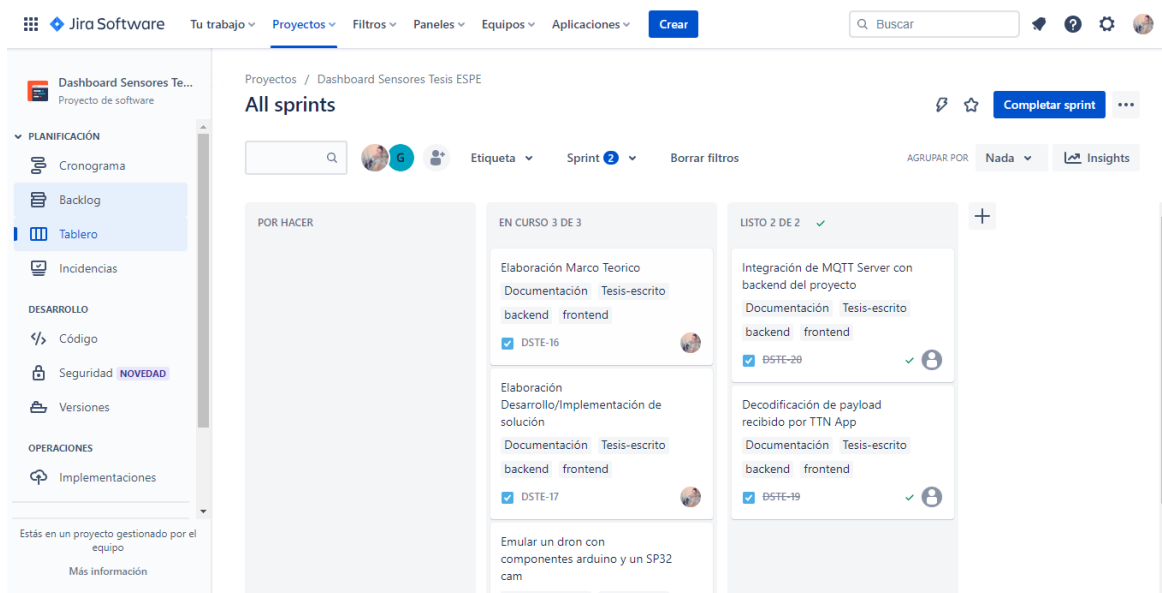 Jira Software Tu trabajo Proyectos Filtros Paneles Equipos Aplicaciones Crear Buscar
Dashboard Sensores Te...
Proyecto de software
PLANIFICACIÓN
Cronograma
Backlog
Tablero
Incidencias
DESARROLLO
Código
Seguridad NOVEDAD
Versiones
OPERACIONES
Implementaciones
Estás en un proyecto gestionado por el
equipo
Más información
Proyectos / Dashboard Sensores Tesis ESPE
All sprints
Completar sprint
G Etiqueta Sprint 2 Borrar filtros AGRUPAR POR Nada Insights
POR HACER
EN CURSO 3 DE 3
Elaboración Marco Teorico
Documentación Tesis-escrito
backend frontend
DSTE-16
Elaboración
Desarrollo/Implementación de
solución
Documentación Tesis-escrito
backend frontend
DSTE-17
Emular un dron con
componentes arduino y un SP32
cam
LISTO 2 DE 2
Integración de MQTT Server con
backend del proyecto
Documentación Tesis-escrito
backend frontend
DSTE-20
Decodificación de payload
recibido por TTN App
Documentación Tesis-escrito
backend frontend
DSTE-19